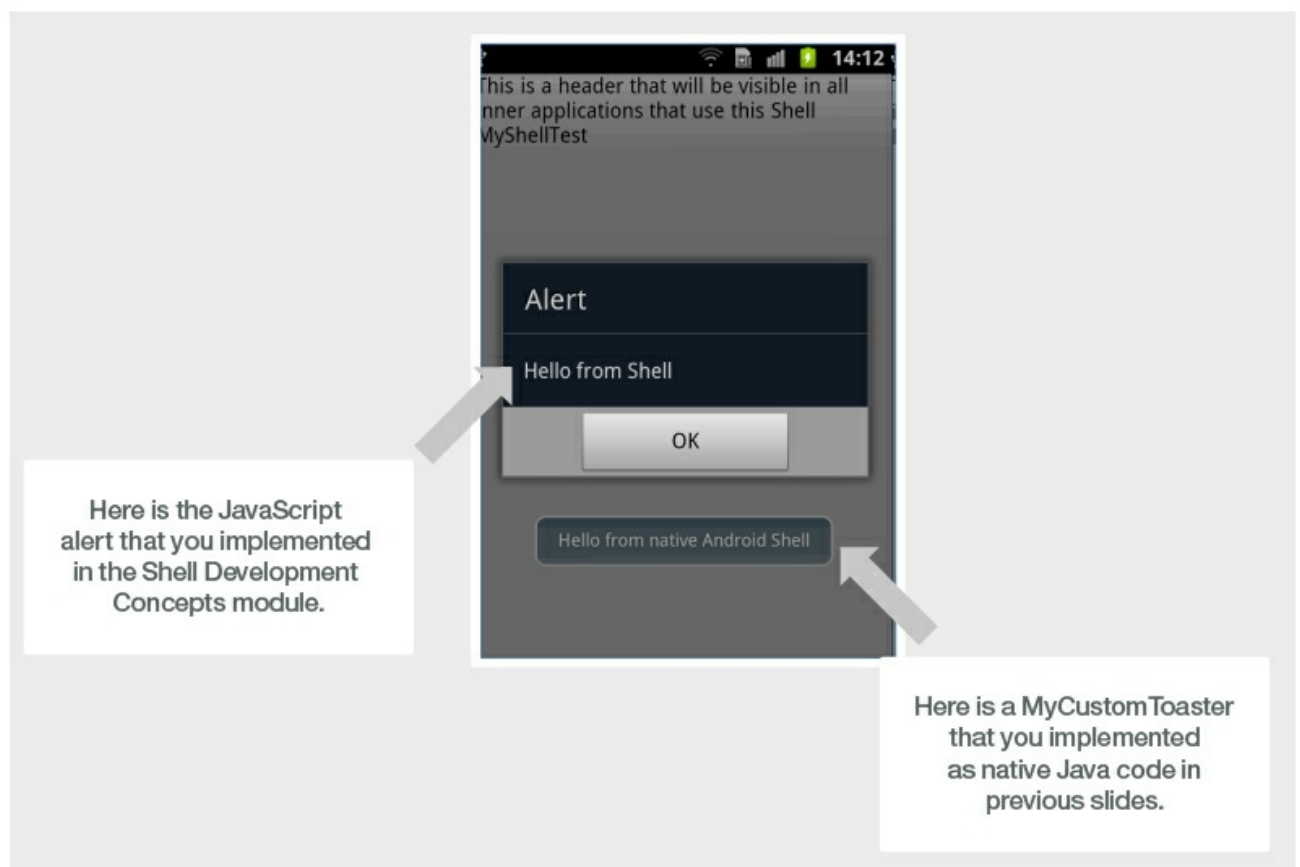 14:12
This is a header that will be visible in all
inner applications that use this Shell
MyShellTest
Alert
Hello from Shell
OK
Hello from native Android Shell
Here is the JavaScript
alert that you implemented
in the Shell Development
Concepts module.
Here is a MyCustomToaster
that you implemented
as native Java code in
previous slides.